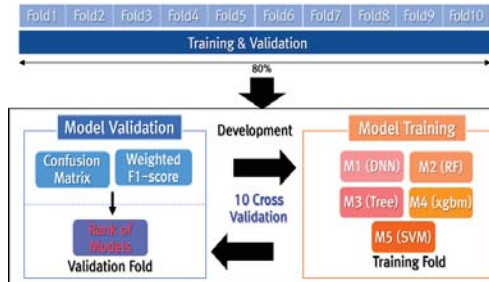 Fold1 Fold2 Fold3 Fold4 Fold5 Fold6 Fold7 Fold8 Fold9 Fold10
Training & Validation
80%
Model Validation
Development
Model Training
Confusion Matrix
Weighted F1-score
M1 (DNN)
M2 (RF)
10 Cross Validation
M3 (Tree)
M4 (xgbm)
Rank of Models
M5 (SVM)
Validation Fold
Training Fold